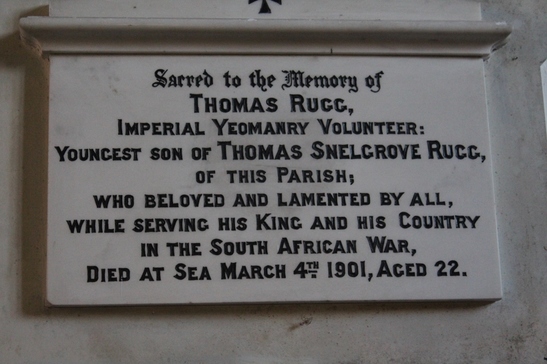 Sacred to the Memory of
THOMAS RUGG,
IMPERIAL YEOMANRY VOLUNTEER:
YOUNGEST SON OF THOMAS SNELGROVE RUGG,
OF THIS PARISH;
WHO BELOVED AND LAMENTED BY ALL,
WHILE SERVING HIS KING AND HIS COUNTRY
IN THE SOUTH AFRICAN WAR,
DIED AT SEA MARCH 4TH 1901, AGED 22.